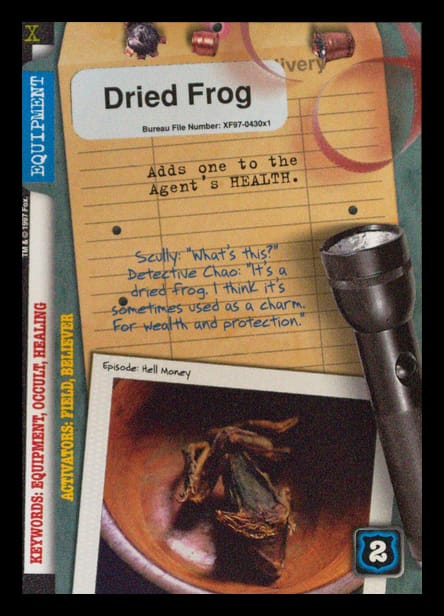 X
EQUIPMENT
TM & © 1997 Fox.
KEYWORDS: EQUIPMENT, OCCULT, HEALING
ACTIVATORS: FIELD, BELIEVER
livery
Dried Frog
Bureau File Number: XF97-0430x1
Adds one to the
Agent's HEALTH.
Scully: "What's this?"
Detective Chao: "It's a
dried frog. I think it's
sometimes used as a charm.
For wealth and protection."
Episode: Hell Money
2